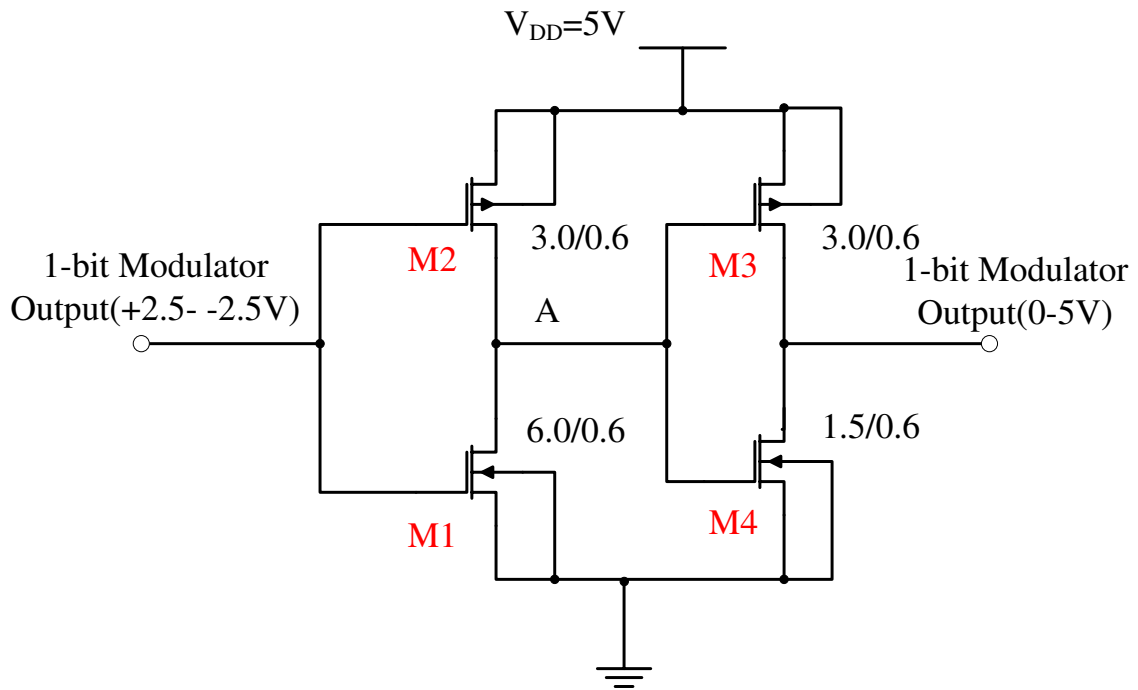 V_DD=5V
3.0/0.6
3.0/0.6
M2
M3
1-bit Modulator
Output(+2.5- -2.5V)
1-bit Modulator
Output(0-5V)
A
6.0/0.6
1.5/0.6
M1
M4